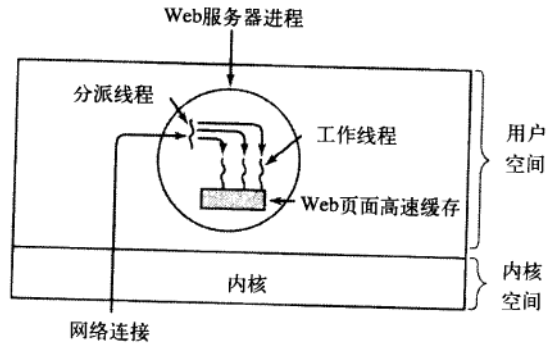 Web服务器进程
分派线程
工作线程
用户
空间
Web页面高速缓存
内核
内核
空间
网络连接